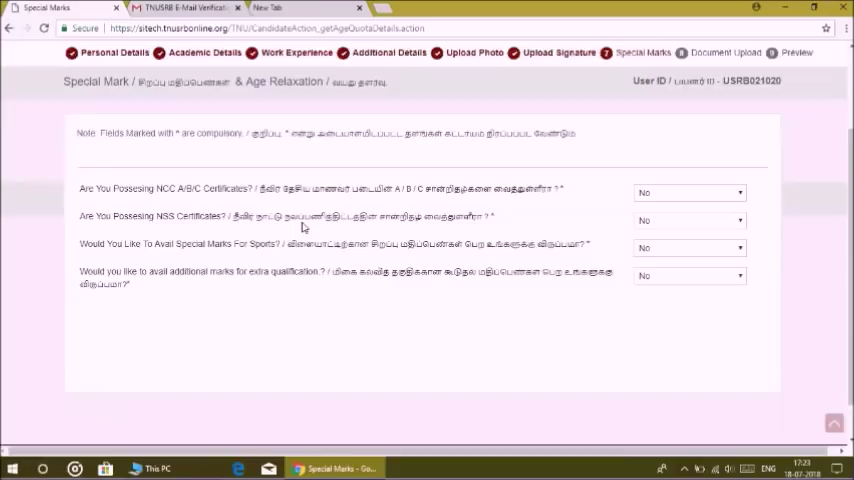 Special Marks
TNUSRB E-Mail Verificati
New Tab
Secure https://sitech.tnusrbonline.org/TNU/CandidateAction_getAgeQuotaDetails.action
Personal Details Academic Details Work Experience Additional Details Upload Photo Upload Signature 7 Special Marks 8 Document Upload 9 Preview
Special Mark / சிறப்பு மதிப்பெண்கள் & Age Relaxation / வயது தளர்வு. User ID / பயனர் ID - USRB021020
Note: Fields Marked with * are compulsory. / குறிப்பு: * என்று அடையாளமிடப்பட்ட தளங்கள் கட்டாயம் நிரப்பப்பட வேண்டும்
Are You Possesing NCC A/B/C Certificates? / நீவிர் தேசிய மாணவர் படையின் A / B / C சான்றிதழ்களை வைத்துள்ளீரா ? * No
Are You Possesing NSS Certificates? / நீவிர் நாட்டு நலப்பணித்திட்டத்தின் சான்றிதழ் வைத்துள்ளீரா ? * No
Would You Like To Avail Special Marks For Sports? / விளையாட்டிற்கான சிறப்பு மதிப்பெண்கள் பெற உங்களுக்கு விருப்பமா? * No
Would you like to avail additional marks for extra qualification.? / மிகை கல்வித் தகுதிக்கான கூடுதல் மதிப்பெண்கள் பெற உங்களுக்கு No
விருப்பமா?*
This PC
Special Marks - Go...
ENG
17:23
18-07-2018